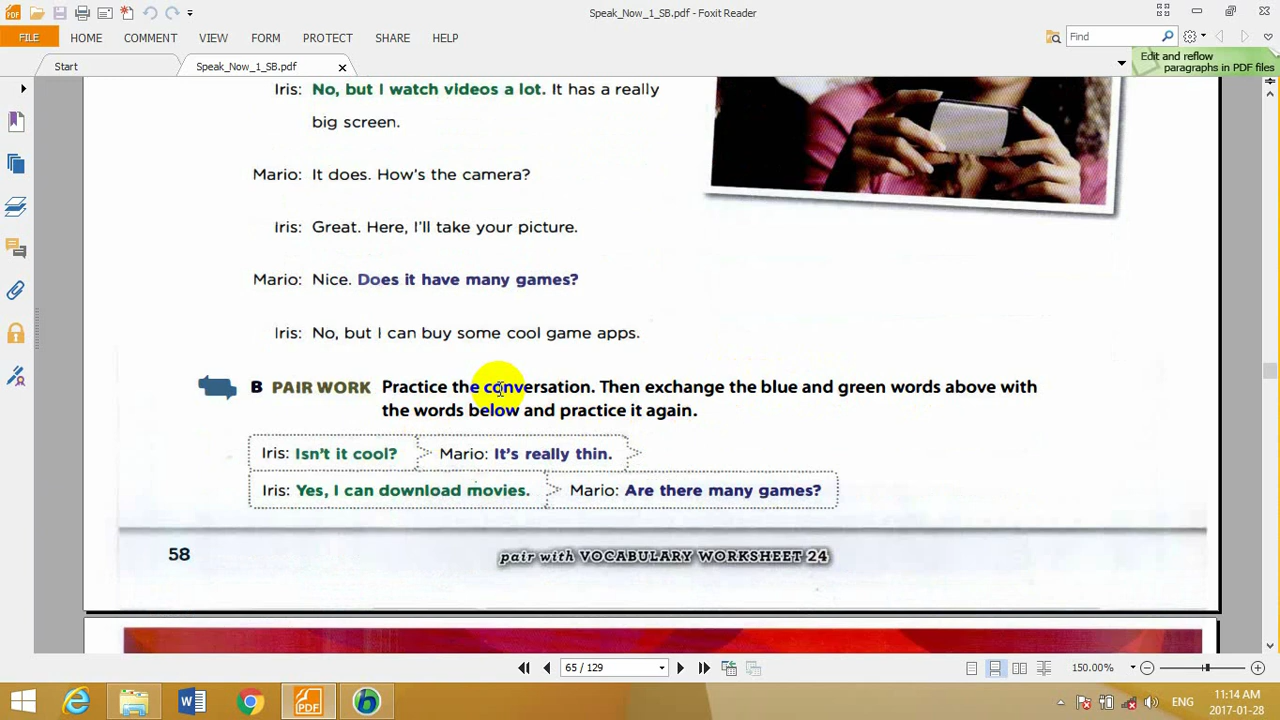 Speak_Now_1_SB.pdf - Foxit Reader
FILE HOME COMMENT VIEW FORM PROTECT SHARE HELP
Find
Edit and reflow
paragraphs in PDF files
Start Speak_Now_1_SB.pdf
Iris: No, but I watch videos a lot. It has a really
big screen.
Mario: It does. How's the camera?
Iris: Great. Here, I'll take your picture.
Mario: Nice. Does it have many games?
Iris: No, but I can buy some cool game apps.
B PAIR WORK Practice the conversation. Then exchange the blue and green words above with
the words below and practice it again.
Iris: Isn't it cool? Mario: It's really thin.
Iris: Yes, I can download movies. Mario: Are there many games?
58 pair with VOCABULARY WORKSHEET 24
65 / 129 150.00%
PDF ENG 11:14 AM
2017-01-28